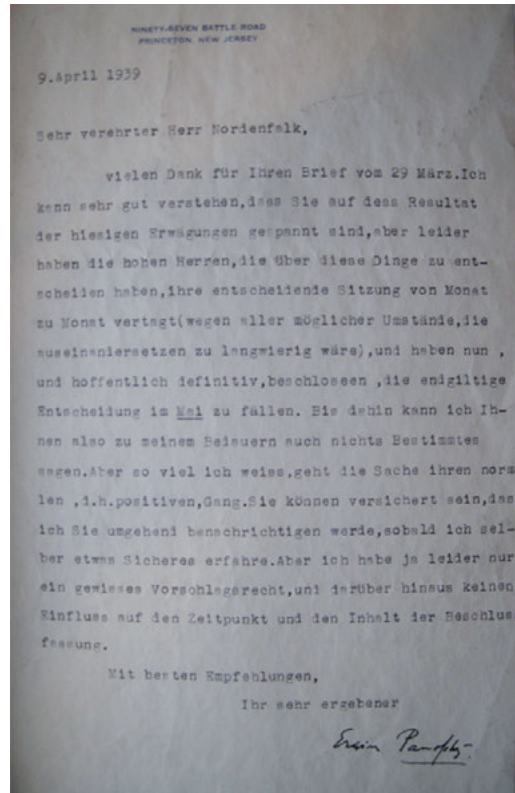 NINETY-SEVEN BATTLE ROAD
PRINCETON, NEW JERSEY
9.April 1939
Sehr verehrter Herr Nordenfalk,
vielen Dank für Ihren Brief vom 29 März.Ich
kann sehr gut verstehen,dass Sie auf dess Resultat
der hiesigen Erwägungen gespannt sind,aber leider
haben die hohen Herren,die über diese Dinge zu ent-
scheiden haben,ihre entscheidende Sitzung von Monat
zu Monat vertagt(wegen aller möglicher Umstände,die
auseinanderzusetzen zu langwierig wäre),und haben nun ,
und hoffentlich definitiv,beschlossen ,die endgiltige
Entscheidung im Mai zu fällen. Bis dahin kann ich Ih-
nen also zu meinem Bedauern auch nichts Bestimmtes
sagen.Aber so viel ich weiss,geht die Sache ihren norm
len ,d.h.positiven,Gang.Sie können versichert sein,das
ich Sie umgehend benachrichtigen werde,sobald ich sel-
ber etwas Sicheres erfahre.Aber ich habe ja leider nur
ein gewisses Vorschlagsrecht,und darüber hinaus keinen
Einfluss auf den Zeitpunkt und den Inhalt der Beschlus
fassung.
Mit besten Empfehlungen,
Ihr sehr ergebener
Erwin Panofsky